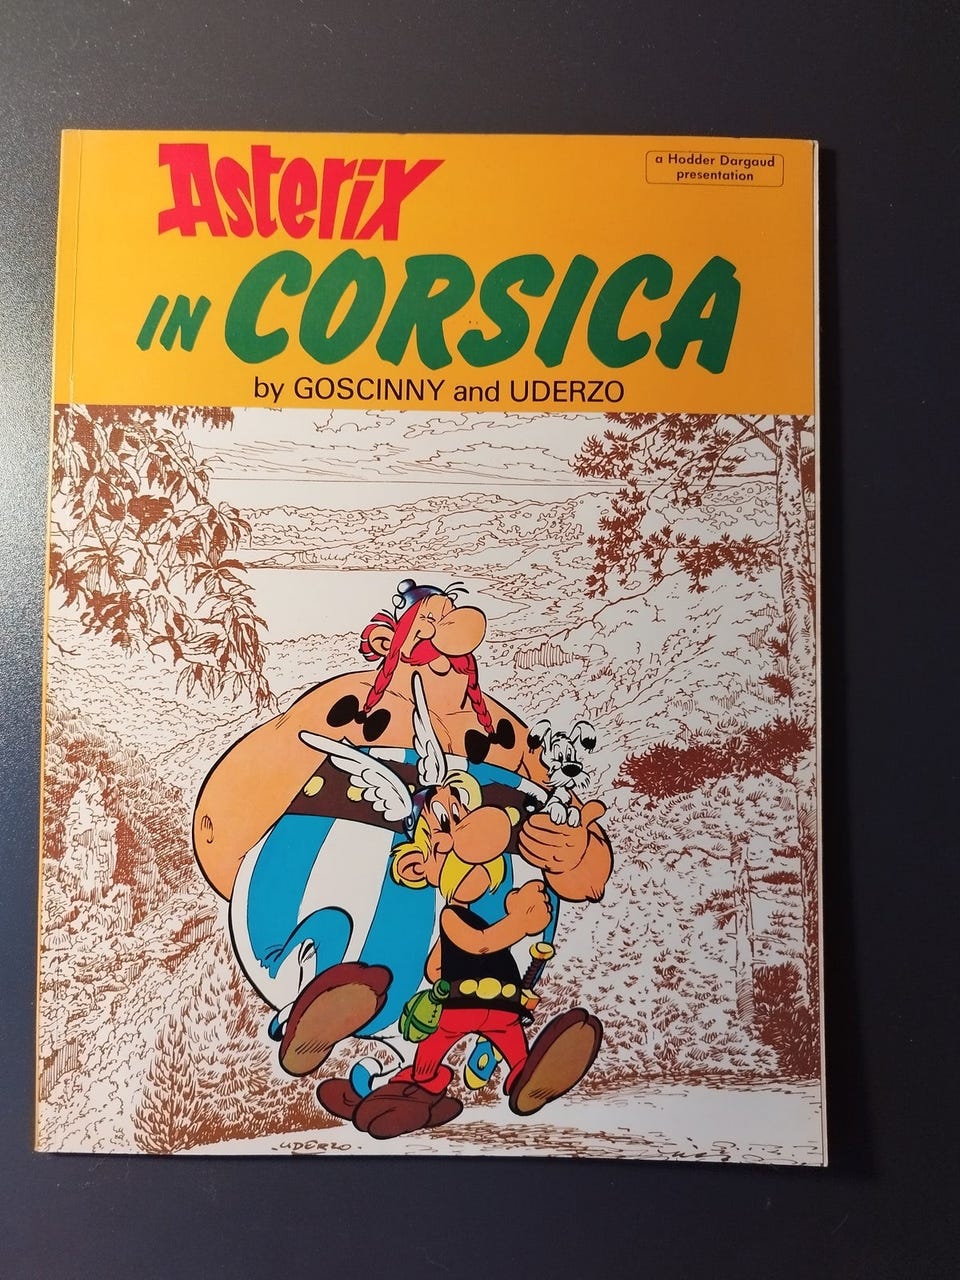 Asterix
a Hodder Dargaud
presentation
IN CORSICA
by GOSCINNY and UDERZO
UDERZO